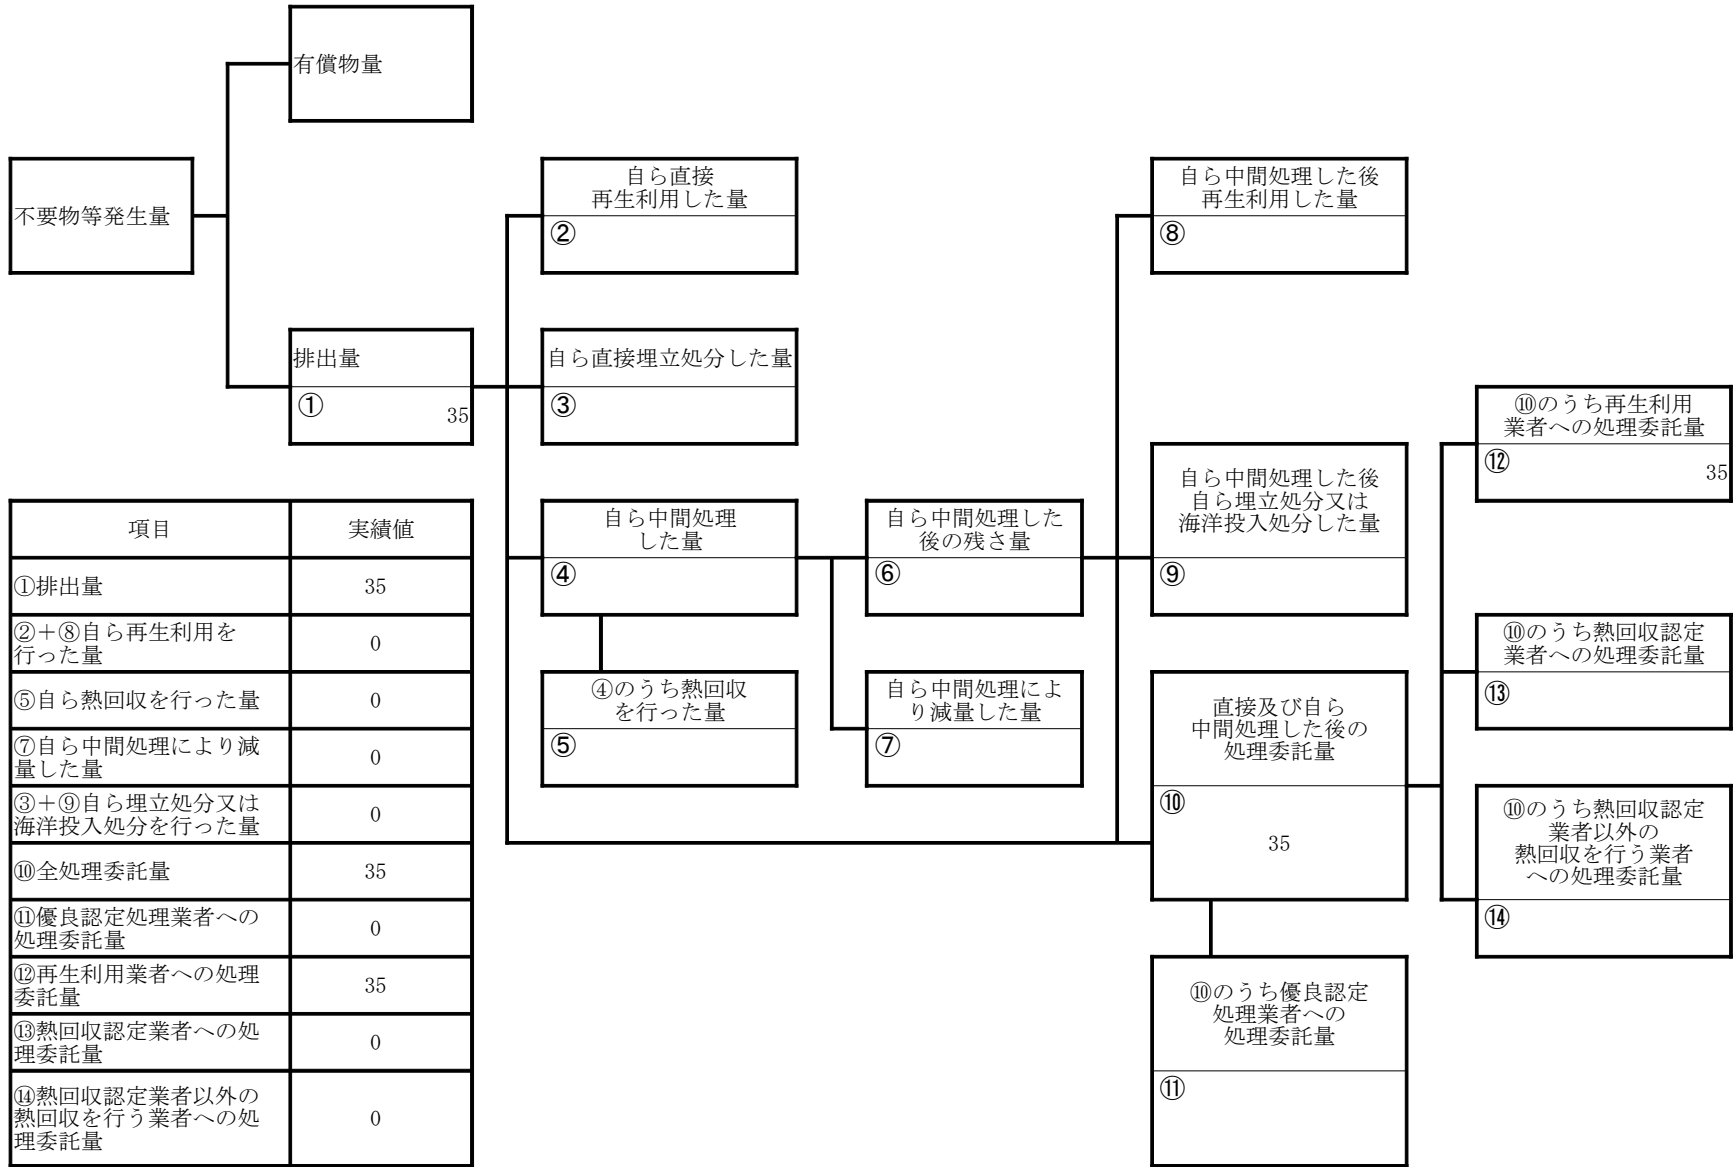 有償物量
不要物等発生量
自ら直接
再生利用した量
②
自ら中間処理した後
再生利用した量
⑧
排出量
①
35
自ら直接埋立処分した量
③
⑩のうち再生利用
業者への処理委託量
⑫
35
自ら中間処理
した量
④
自ら中間処理した
後の残さ量
⑥
自ら中間処理した後
自ら埋立処分又は
海洋投入処分した量
⑨
④のうち熱回収
を行った量
⑤
自ら中間処理によ
り減量した量
⑦
直接及び自ら
中間処理した後の
処理委託量
⑩
35
⑩のうち熱回収認定
業者への処理委託量
⑬
⑩のうち熱回収認定
業者以外の
熱回収を行う業者
への処理委託量
⑭
⑩のうち優良認定
処理業者への
処理委託量
⑪
項目 実績値
①排出量 35
②+⑧自ら再生利用を
行った量 0
⑤自ら熱回収を行った量 0
⑦自ら中間処理により減
量した量 0
③+⑨自ら埋立処分又は
海洋投入処分を行った量 0
⑩全処理委託量 35
⑪優良認定処理業者への
処理委託量 0
⑫再生利用業者への処理
委託量 35
⑬熱回収認定業者への処
理委託量 0
⑭熱回収認定業者以外の
熱回収を行う業者への処
理委託量 0